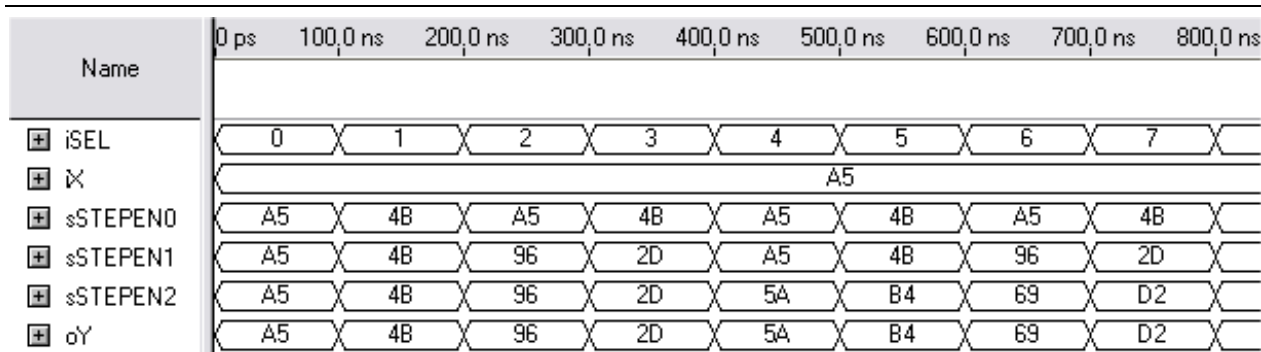 0 ps 100,0 ns 200,0 ns 300,0 ns 400,0 ns 500,0 ns 600,0 ns 700,0 ns 800,0 ns
Name
iSEL 0 1 2 3 4 5 6 7
iX A5
sSTEPEN0 A5 4B A5 4B A5 4B A5 4B
sSTEPEN1 A5 4B 96 2D A5 4B 96 2D
sSTEPEN2 A5 4B 96 2D 5A B4 69 D2
oY A5 4B 96 2D 5A B4 69 D2